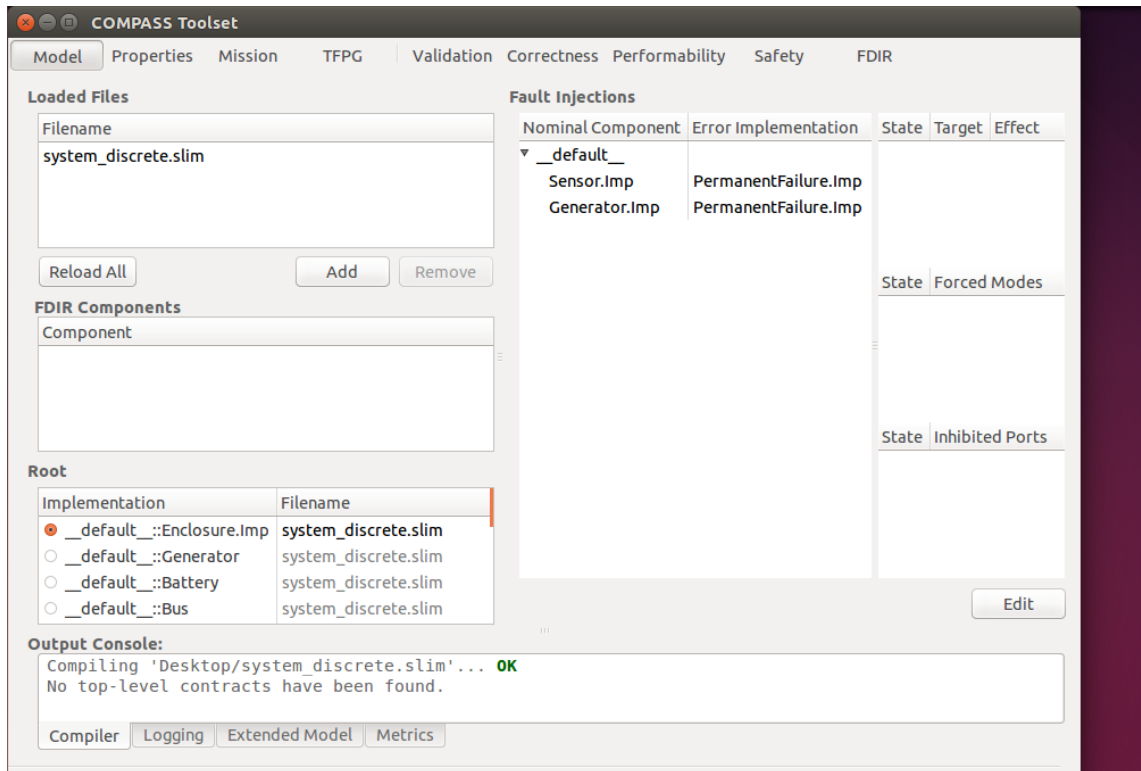 COMPASS Toolset
Model Properties Mission TFPG Validation Correctness Performability Safety FDIR
Loaded Files
Filename
system_discrete.slim
Reload All Add Remove
FDIR Components
Component
Root
Implementation Filename
__default__::Enclosure.Imp system_discrete.slim
__default__::Generator system_discrete.slim
__default__::Battery system_discrete.slim
__default__::Bus system_discrete.slim
Fault Injections
Nominal Component Error Implementation
__default__
Sensor.Imp PermanentFailure.Imp
Generator.Imp PermanentFailure.Imp
State Target Effect
State Forced Modes
State Inhibited Ports
Edit
Output Console:
Compiling 'Desktop/system_discrete.slim'... OK
No top-level contracts have been found.
Compiler Logging Extended Model Metrics